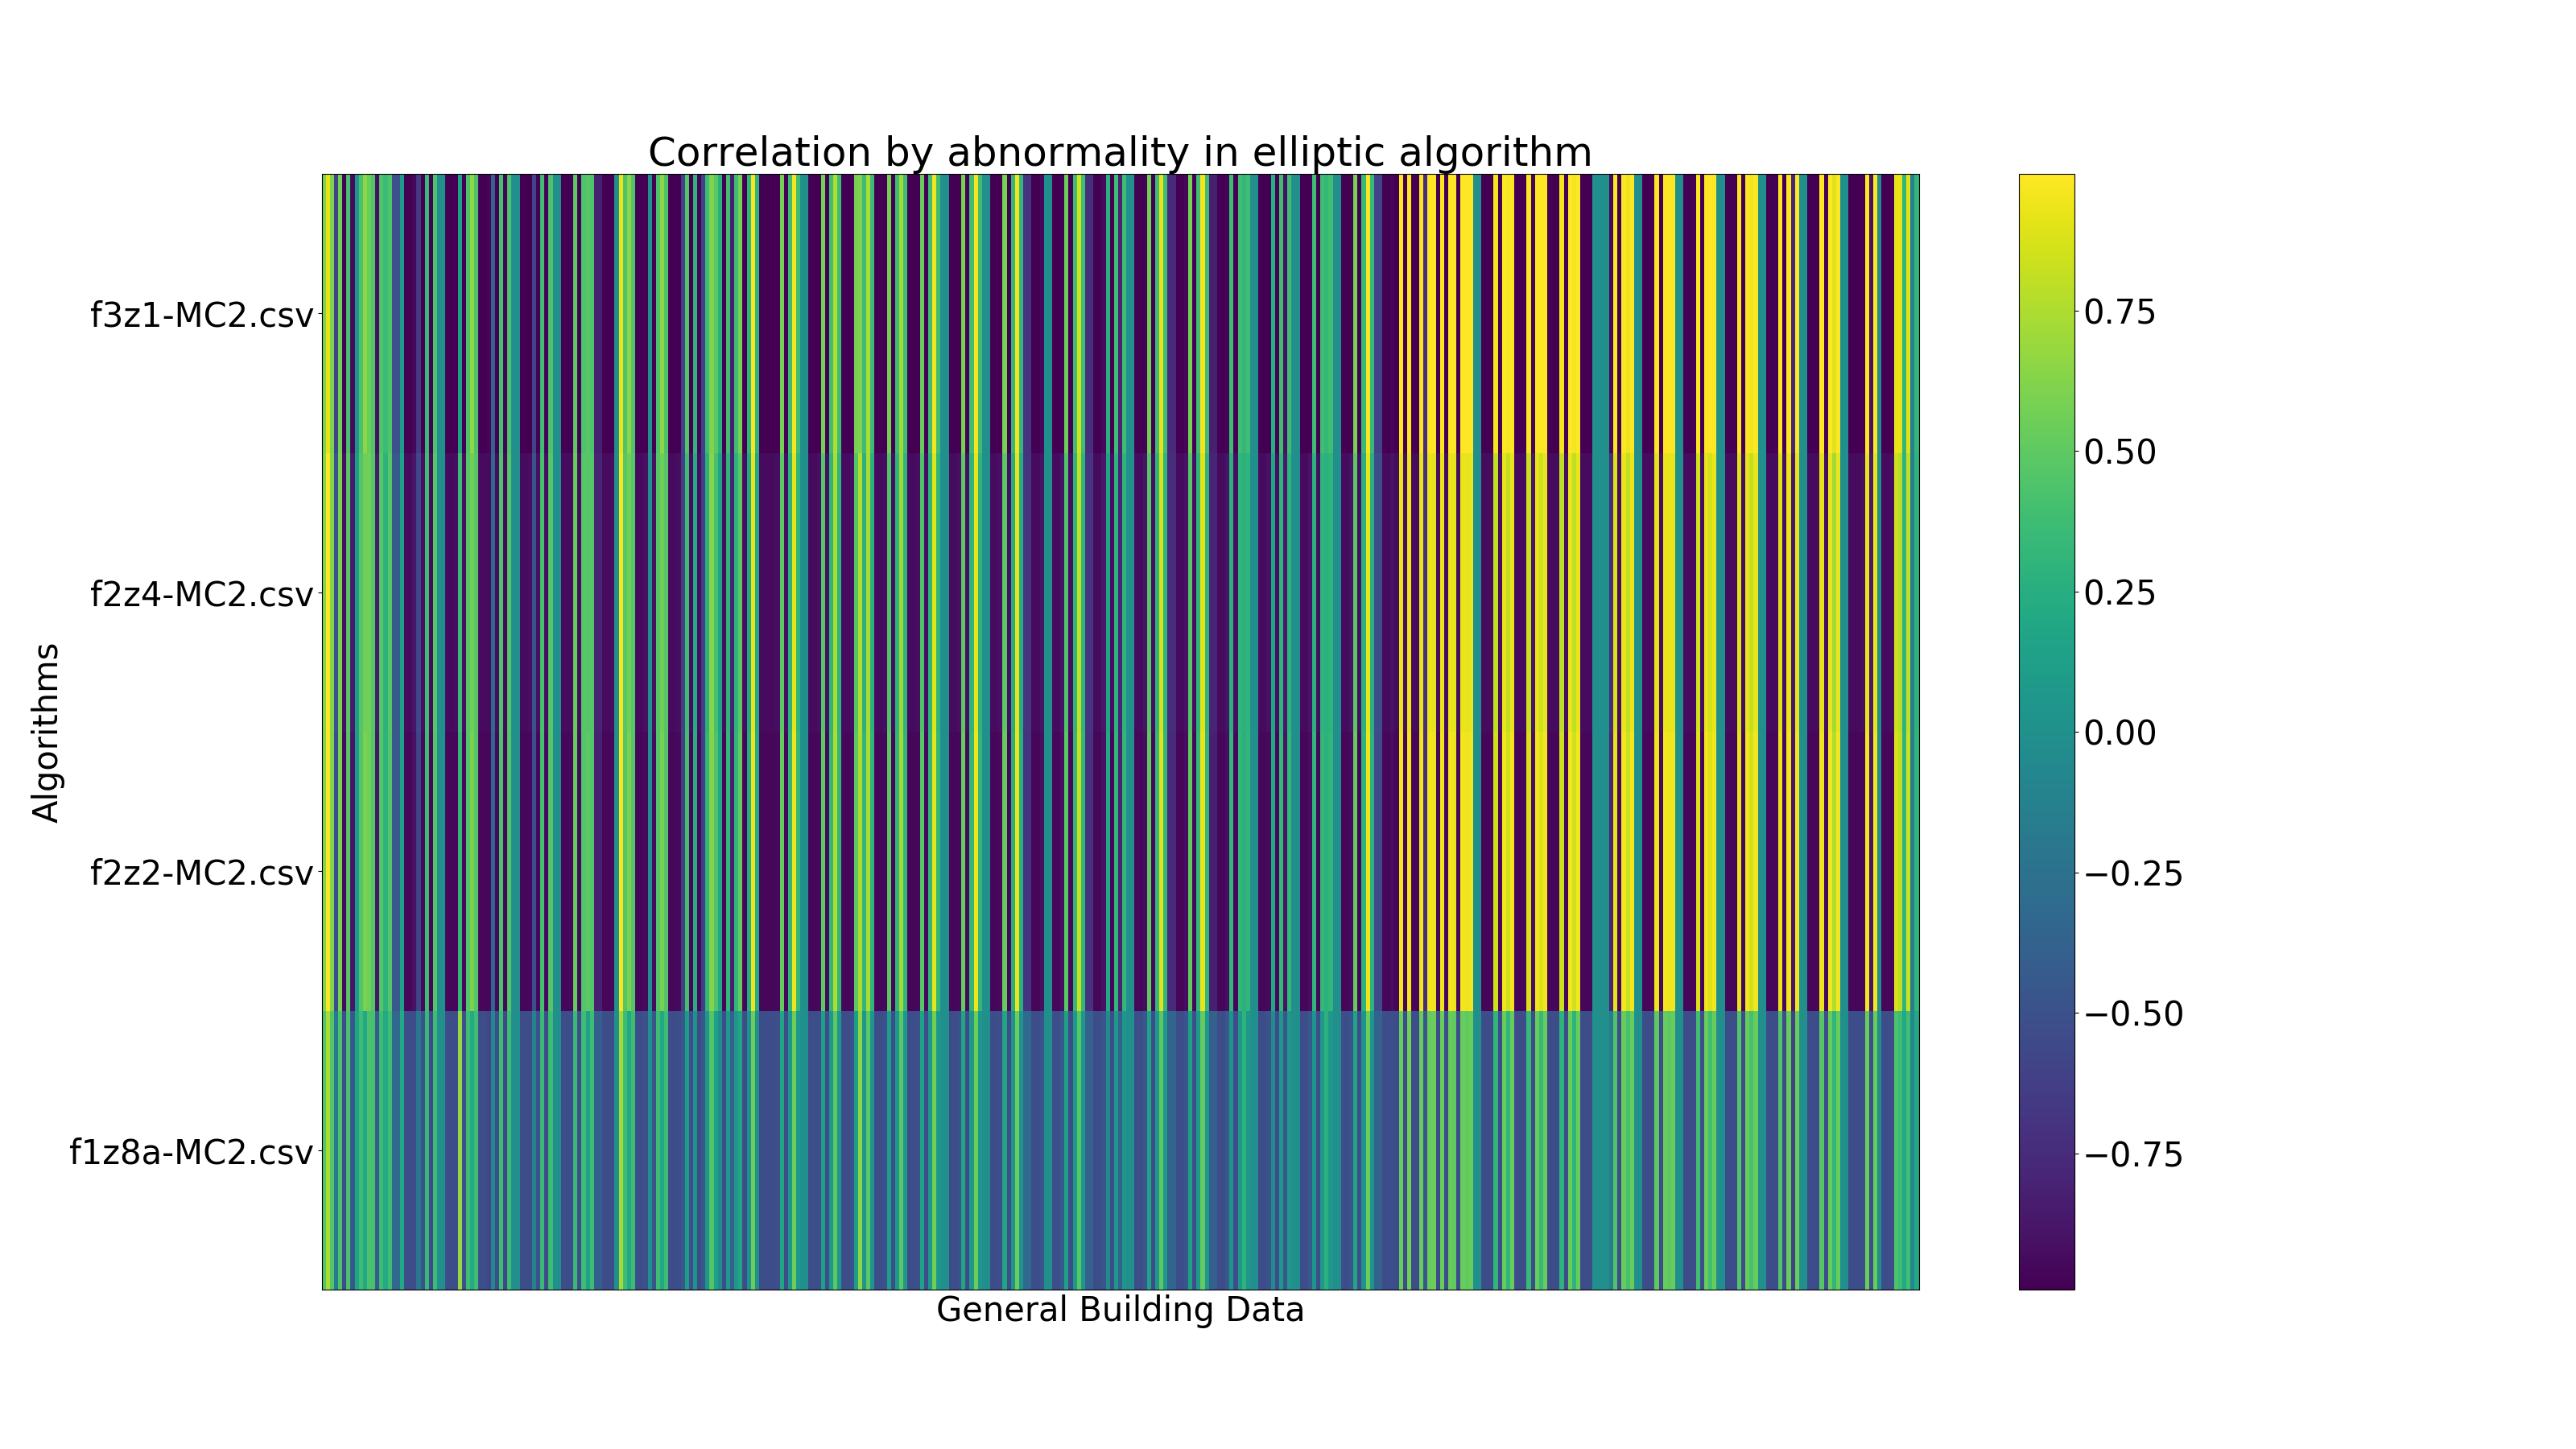 Correlation by abnormality in elliptic algorithm
f3z1-MC2.csv
f2z4-MC2.csv
f2z2-MC2.csv
f1z8a-MC2.csv
Algorithms
General Building Data
0.75
0.50
0.25
0.00
−0.25
−0.50
−0.75